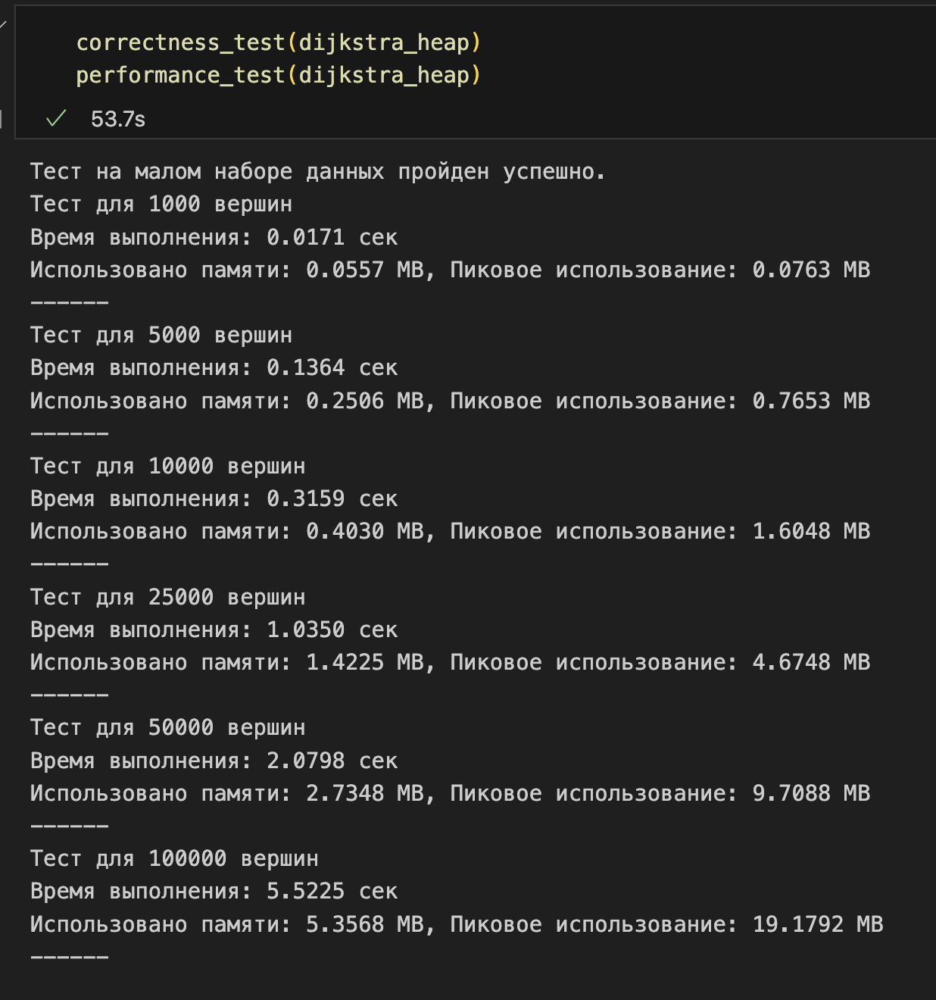 correctness_test(dijkstra_heap)
performance_test(dijkstra_heap)
✓ 53.7s
Тест на малом наборе данных пройден успешно.
Тест для 1000 вершин
Время выполнения: 0.0171 сек
Использовано памяти: 0.0557 MB, Пиковое использование: 0.0763 MB
------
Тест для 5000 вершин
Время выполнения: 0.1364 сек
Использовано памяти: 0.2506 MB, Пиковое использование: 0.7653 MB
------
Тест для 10000 вершин
Время выполнения: 0.3159 сек
Использовано памяти: 0.4030 MB, Пиковое использование: 1.6048 MB
------
Тест для 25000 вершин
Время выполнения: 1.0350 сек
Использовано памяти: 1.4225 MB, Пиковое использование: 4.6748 MB
------
Тест для 50000 вершин
Время выполнения: 2.0798 сек
Использовано памяти: 2.7348 MB, Пиковое использование: 9.7088 MB
------
Тест для 100000 вершин
Время выполнения: 5.5225 сек
Использовано памяти: 5.3568 MB, Пиковое использование: 19.1792 MB
------